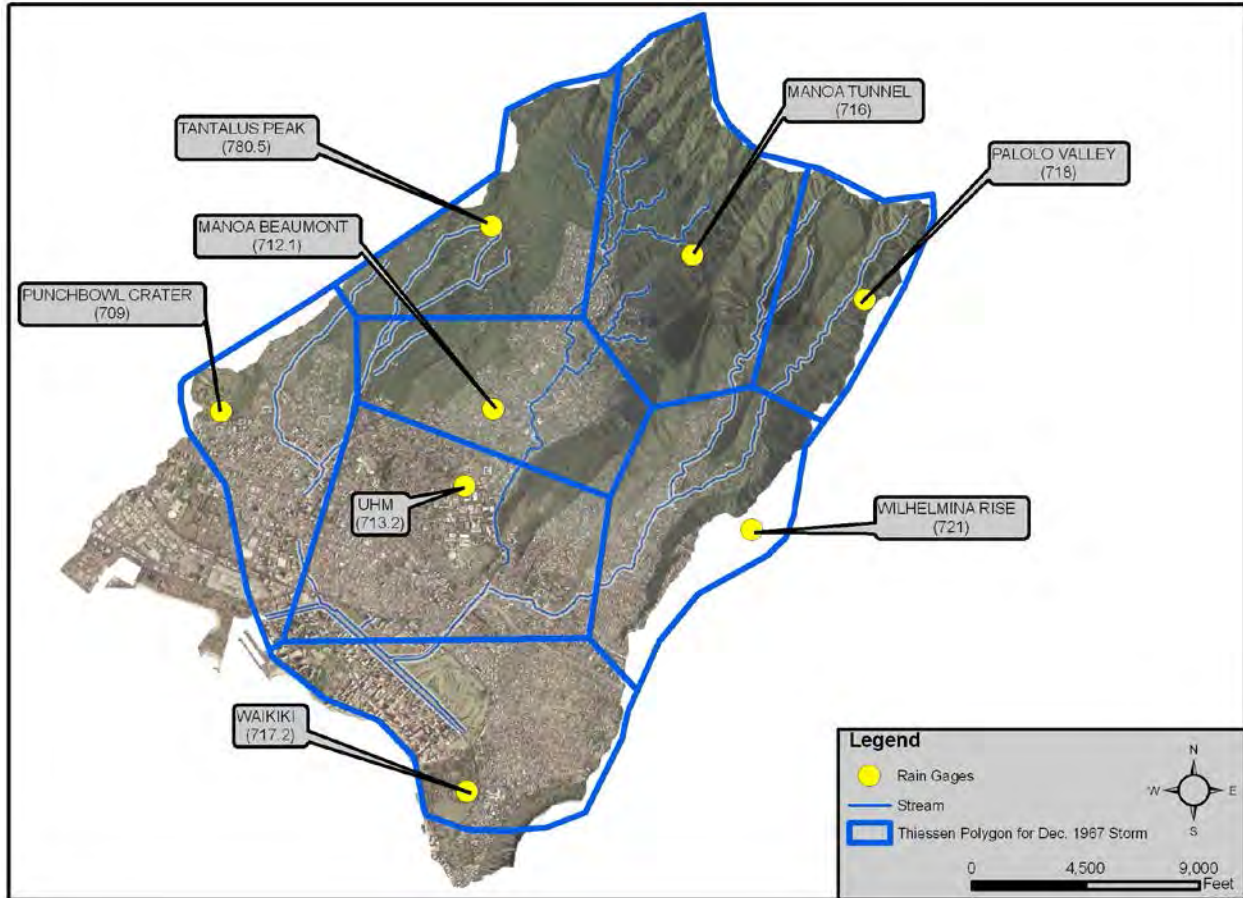 MANOA TUNNEL
(716)
TANTALUS PEAK
(780.5)
PALOLO VALLEY
(718)
MANOA BEAUMONT
(712.1)
PUNCHBOWL CRATER
(709)
UHM
(713.2)
WILHELMINA RISE
(721)
WAIKIKI
(717.2)
Legend
Rain Gages
Stream
Thiessen Polygon for Dec. 1967 Storm
N
W E
S
0 4,500 9,000
Feet